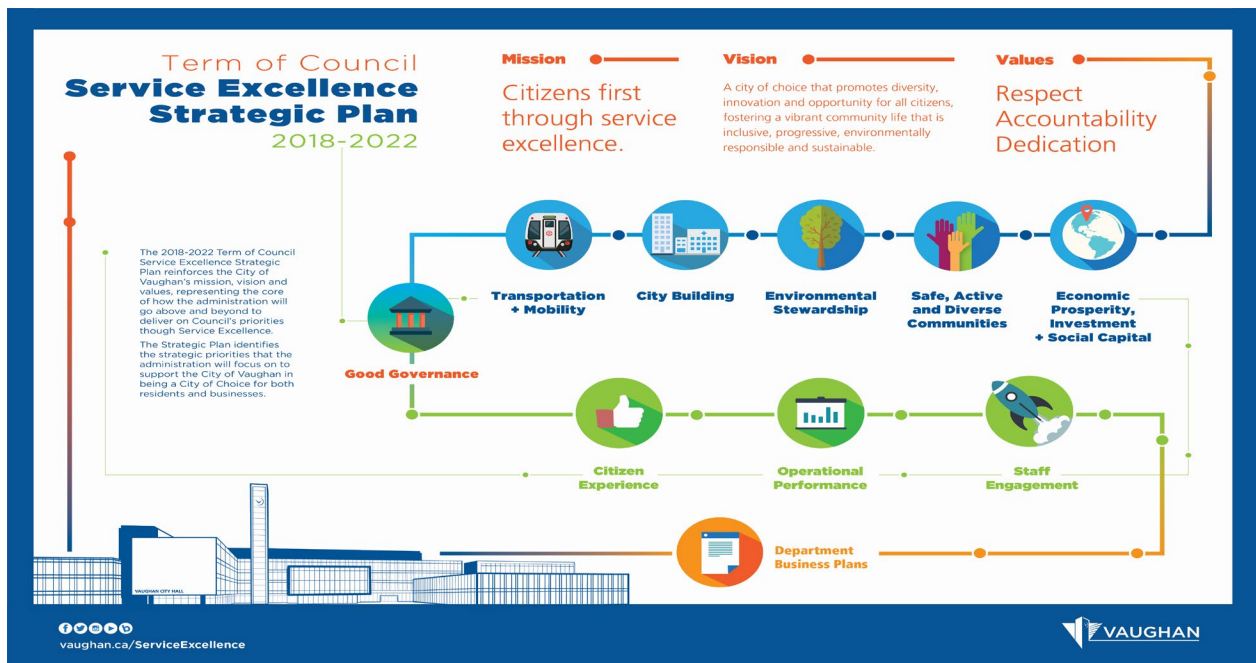 Term of Council
Service Excellence
Strategic Plan
2018-2022
Mission
Citizens first
through service
excellence.
Vision
A city of choice that promotes diversity,
innovation and opportunity for all citizens,
fostering a vibrant community life that is
inclusive, progressive, environmentally
responsible and sustainable.
Values
Respect
Accountability
Dedication
The 2018-2022 Term of Council
Service Excellence Strategic
Plan reinforces the City of
Vaughan's mission, vision and
values, representing the core
of how the administration will
go above and beyond to
deliver on Council's priorities
though Service Excellence.
The Strategic Plan identifies
the strategic priorities that the
administration will focus on to
support the City of Vaughan in
being a City of Choice for both
residents and businesses.
Good Governance
Transportation
+ Mobility
City Building
Environmental
Stewardship
Safe, Active
and Diverse
Communities
Economic
Prosperity,
Investment
+ Social Capital
Citizen
Experience
Operational
Performance
Staff
Engagement
Department
Business Plans
VAUGHAN CITY HALL
vaughan.ca/ServiceExcellence
VAUGHAN